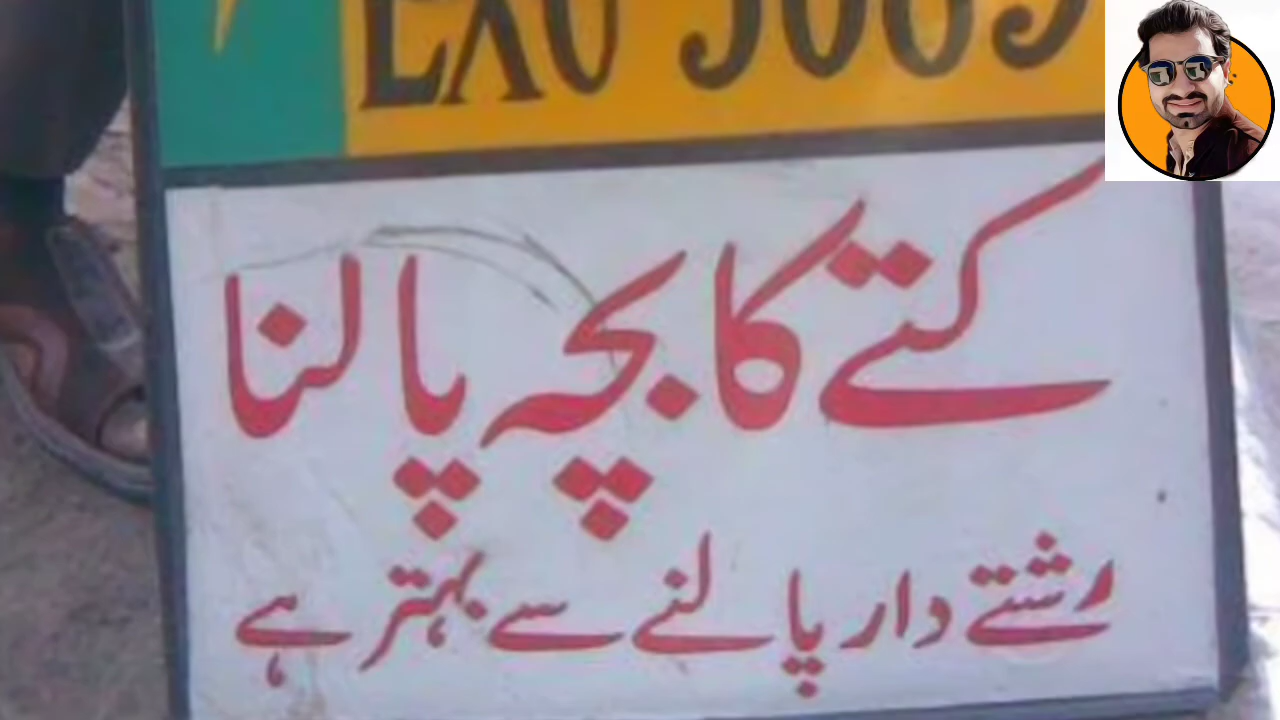 کتے کا بچہ پالنا
رشتے دار پالنے سے بہتر ہے